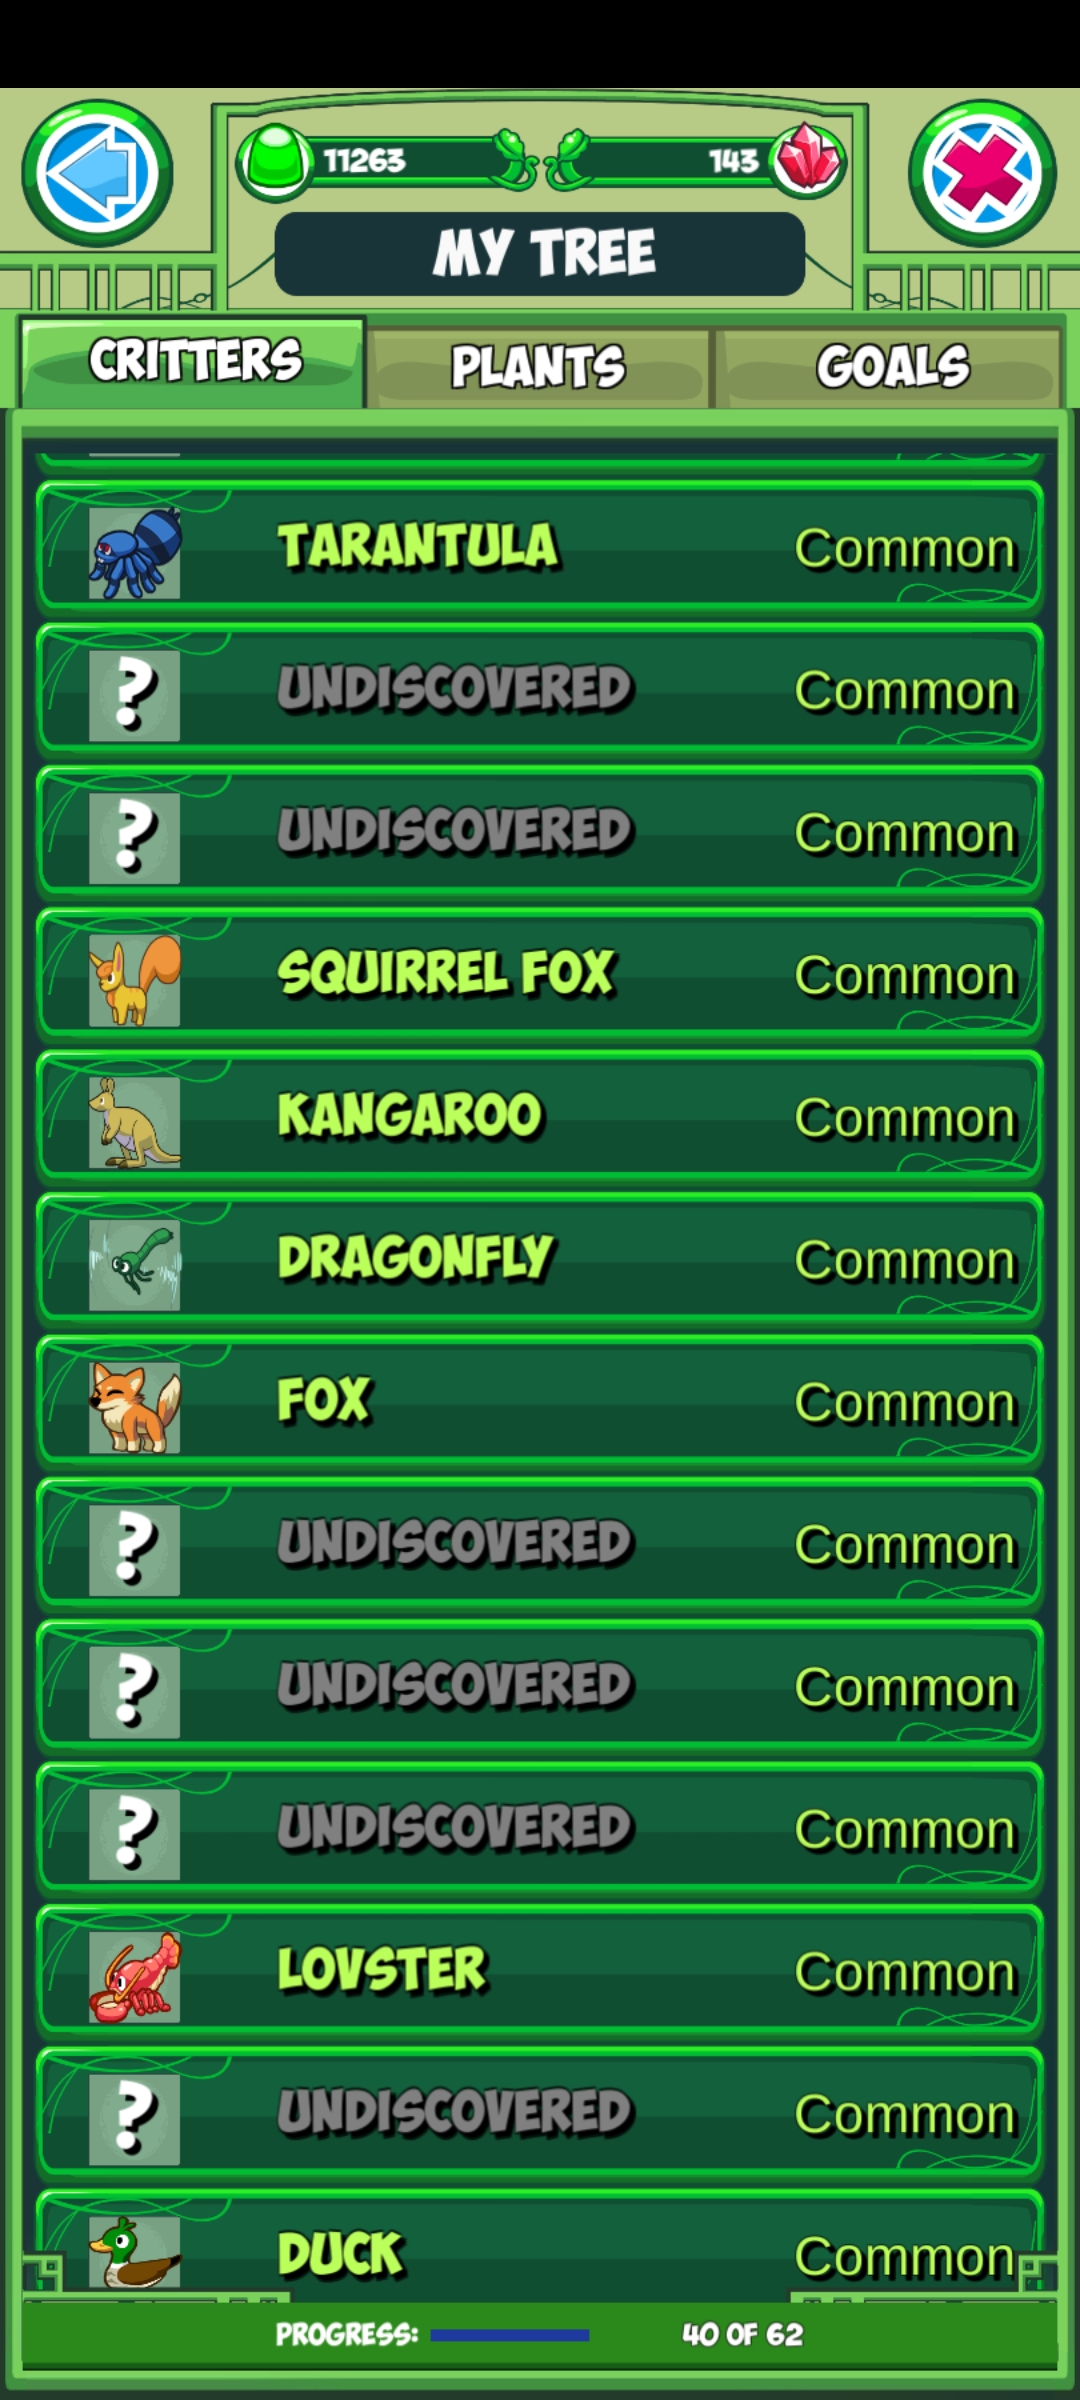 11263
143
MY TREE
CRITTERS
PLANTS
GOALS
TARANTULA Common
? UNDISCOVERED Common
? UNDISCOVERED Common
SQUIRREL FOX Common
KANGAROO Common
DRAGONFLY Common
FOX Common
? UNDISCOVERED Common
? UNDISCOVERED Common
? UNDISCOVERED Common
LOVSTER Common
? UNDISCOVERED Common
DUCK Common
PROGRESS: 40 OF 62